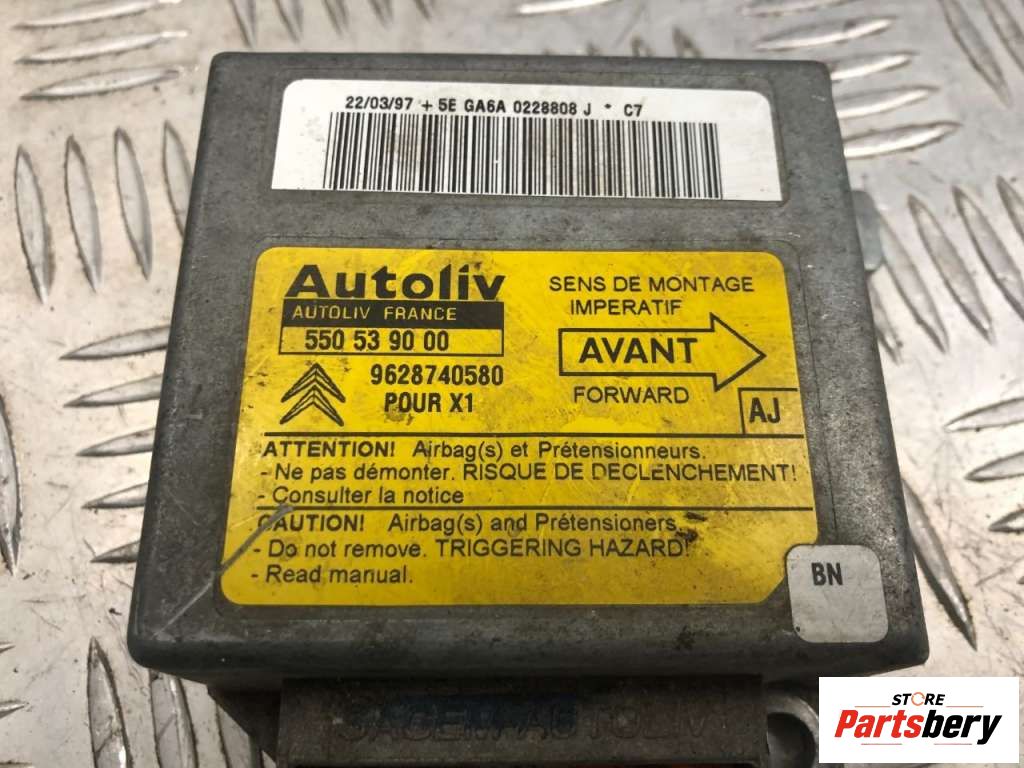 22/03/97 + 5E GA6A 0228808 J * C7
Autoliv
AUTOLIV FRANCE
550 53 90 00
9628740580
POUR X1
SENS DE MONTAGE
IMPERATIF
AVANT
FORWARD
AJ
ATTENTION! Airbag(s) et Prétensionneurs.
- Ne pas démonter. RISQUE DE DECLENCHEMENT!
- Consulter la notice
CAUTION! Airbag(s) and Prétensioners.
- Do not remove. TRIGGERING HAZARD!
- Read manual.
BN
SAGEM AUTOLIV
STORE
Partsbery